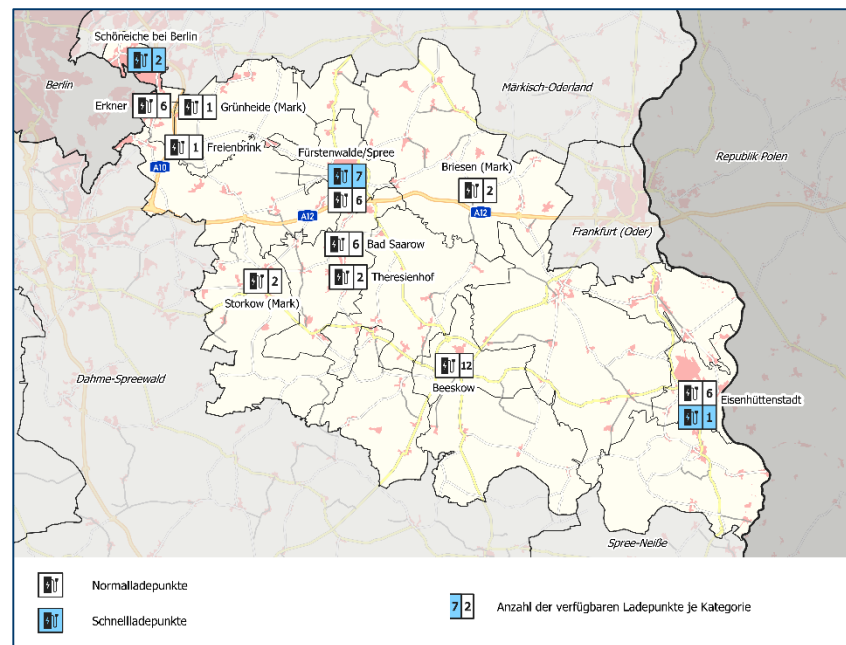 Schöneiche bei Berlin
2
Berlin
Märkisch-Oderland
Erkner
6
1
Grünheide (Mark)
1
Freienbrink
Fürstenwalde/Spree
Republik Polen
A10
7
Briesen (Mark)
6
2
A12
A12
Frankfurt (Oder)
6
Bad Saarow
2
Storkow (Mark)
2
Theresienhof
12
Beeskow
Dahme-Spreewald
6
Eisenhüttenstadt
1
Spree-Neiße
Normalladepunkte
Schnellladepunkte
7 2
Anzahl der verfügbaren Ladepunkte je Kategorie